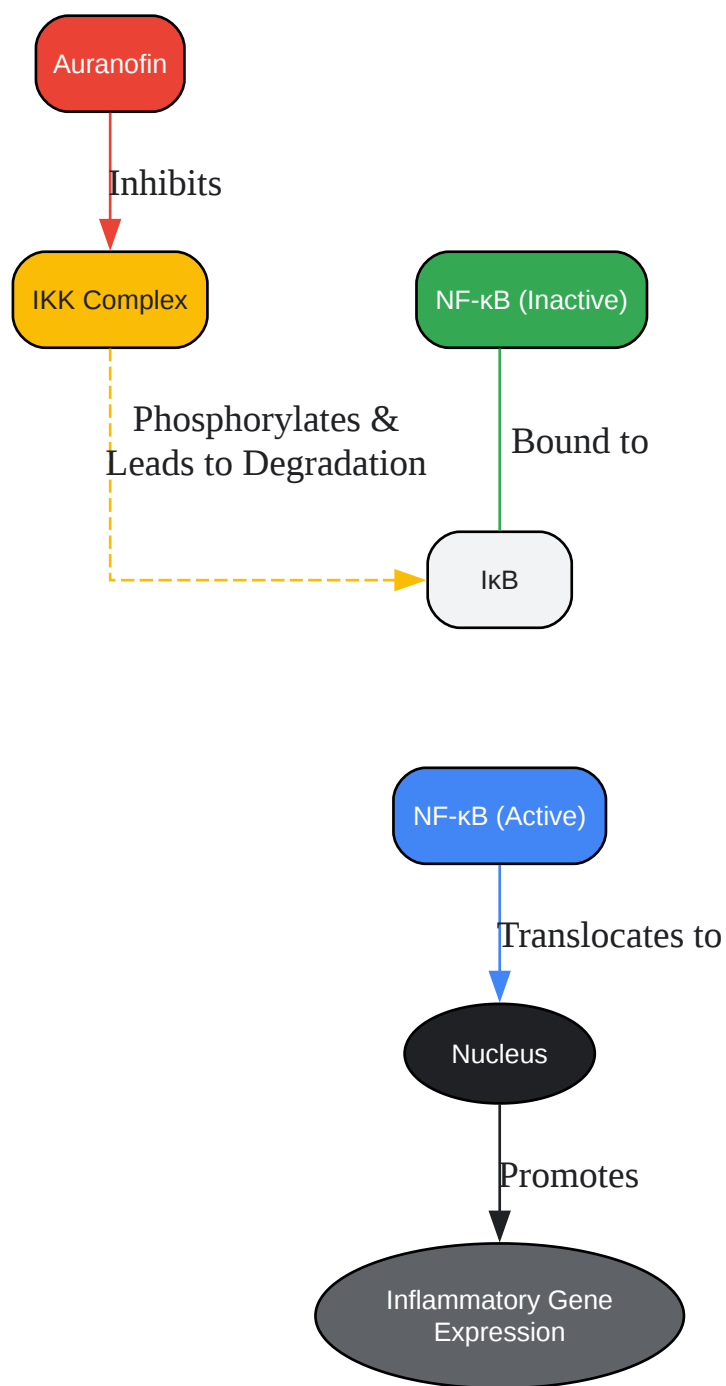 Auranofin
Inhibits
IKK Complex
NF-κB (Inactive)
Phosphorylates &
Leads to Degradation
Bound to
IκB
NF-κB (Active)
Translocates to
Nucleus
Promotes
Inflammatory Gene
Expression